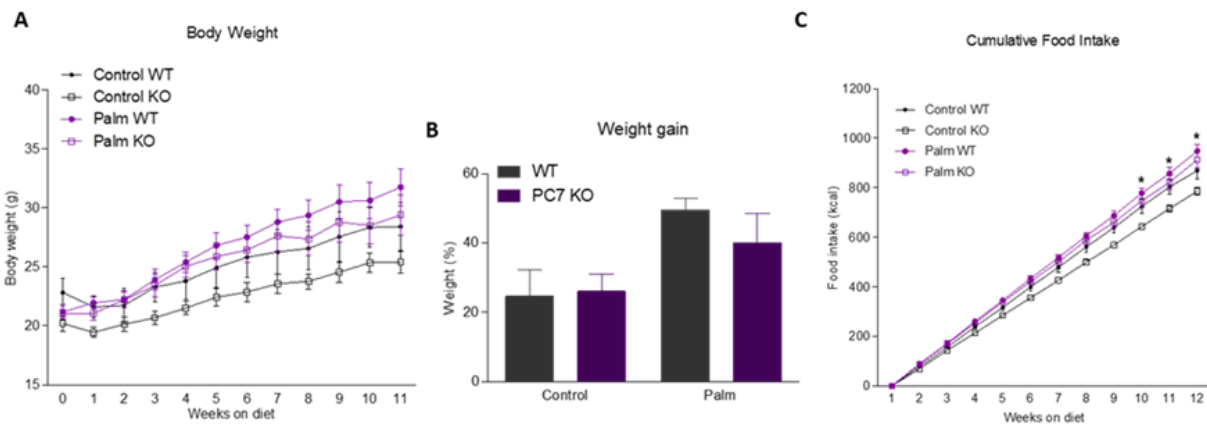 A
Body Weight
Control WT
Control KO
Palm WT
Palm KO
Body weight (g)
40
35
30
25
20
15
0 1 2 3 4 5 6 7 8 9 10 11
Weeks on diet
B
Weight gain
WT
PC7 KO
Weight (%)
60
40
20
0
Control Palm
C
Cumulative Food Intake
Control WT
Control KO
Palm WT
Palm KO
Food intake (kcal)
1200
1000
800
600
400
200
0
* * *
1 2 3 4 5 6 7 8 9 10 11 12
Weeks on diet